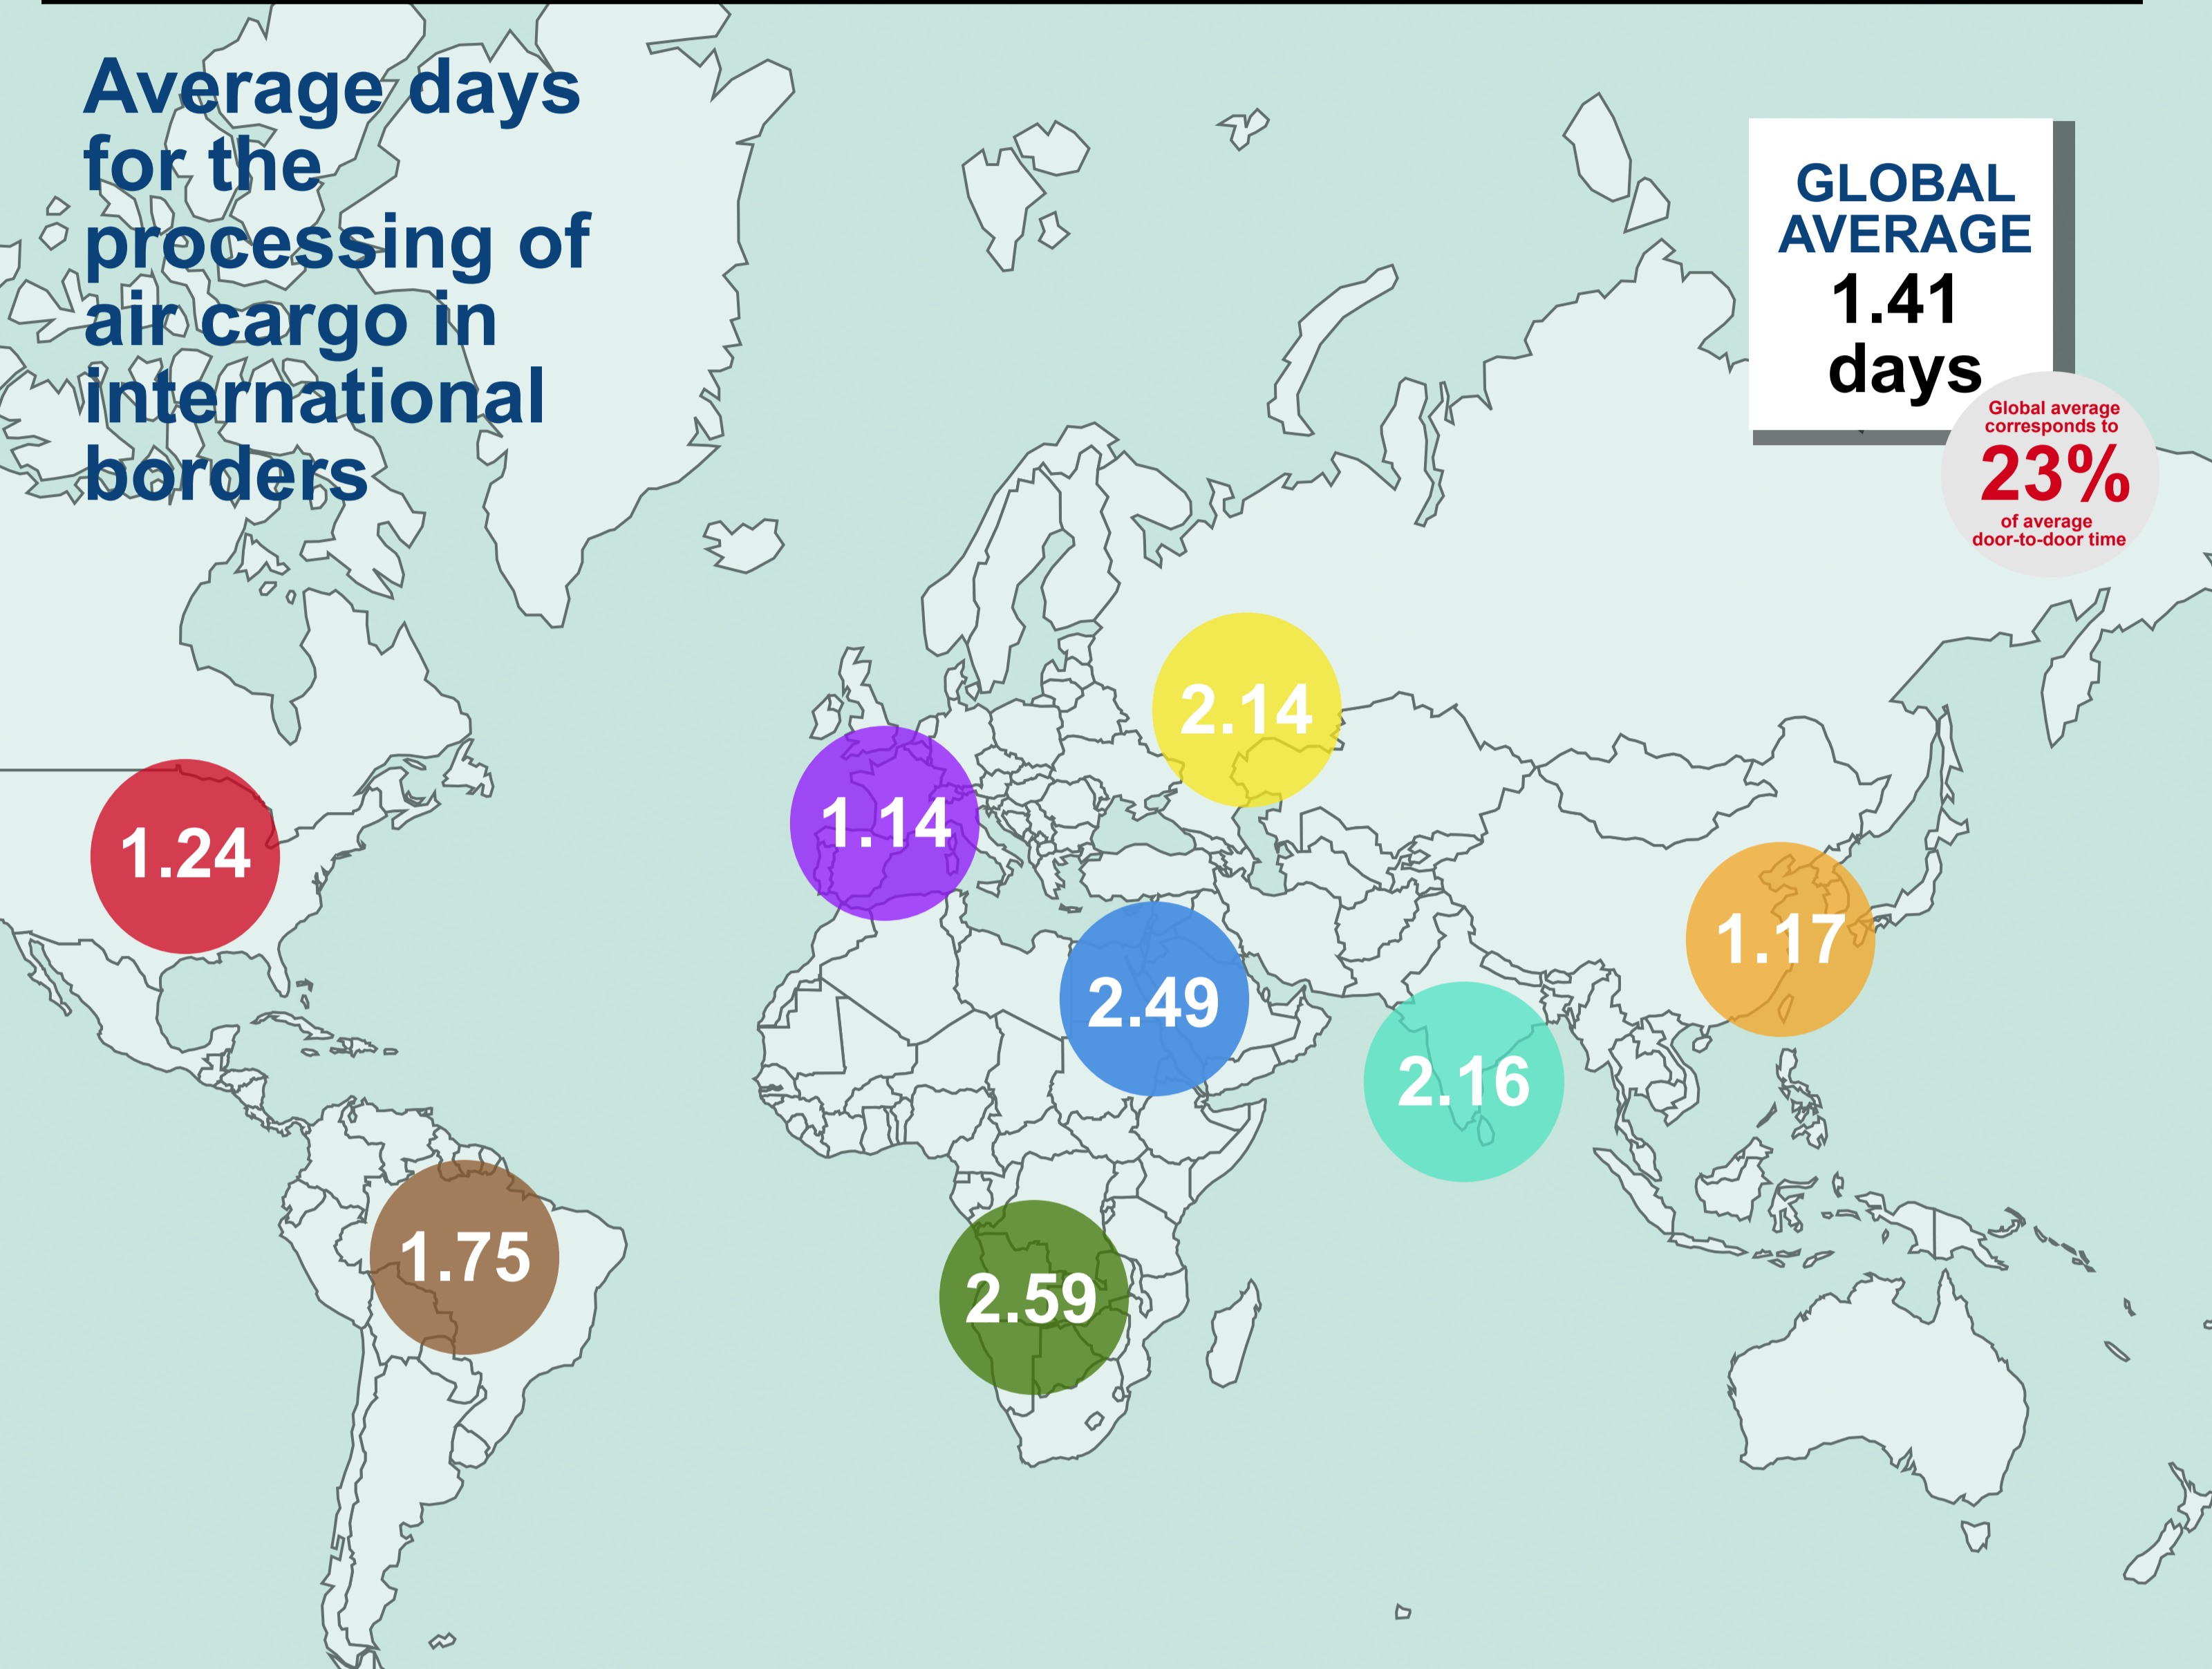 Average days
for the
processing of
air cargo in
international
borders
GLOBAL
AVERAGE
1.41
days
Global average
corresponds to
23%
of average
door-to-door time
2.14
1.14
1.24
1.17
2.49
2.16
1.75
2.59